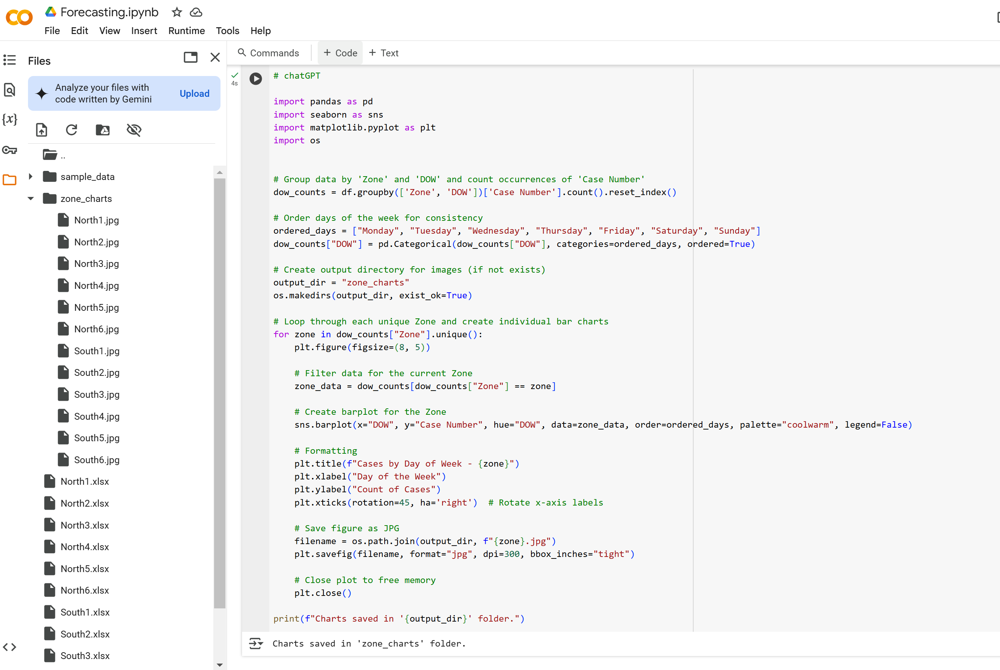 Forecasting.ipynb
File Edit View Insert Runtime Tools Help
Files
Analyze your files with
code written by Gemini
Upload
{x}
..
sample_data
zone_charts
North1.jpg
North2.jpg
North3.jpg
North4.jpg
North5.jpg
North6.jpg
South1.jpg
South2.jpg
South3.jpg
South4.jpg
South5.jpg
South6.jpg
North1.xlsx
North2.xlsx
North3.xlsx
North4.xlsx
North5.xlsx
North6.xlsx
South1.xlsx
South2.xlsx
South3.xlsx
Commands + Code + Text
4s
# chatGPT
import pandas as pd
import seaborn as sns
import matplotlib.pyplot as plt
import os
# Group data by 'Zone' and 'DOW' and count occurrences of 'Case Number'
dow_counts = df.groupby(['Zone', 'DOW'])['Case Number'].count().reset_index()
# Order days of the week for consistency
ordered_days = ["Monday", "Tuesday", "Wednesday", "Thursday", "Friday", "Saturday", "Sunday"]
dow_counts["DOW"] = pd.Categorical(dow_counts["DOW"], categories=ordered_days, ordered=True)
# Create output directory for images (if not exists)
output_dir = "zone_charts"
os.makedirs(output_dir, exist_ok=True)
# Loop through each unique Zone and create individual bar charts
for zone in dow_counts["Zone"].unique():
    plt.figure(figsize=(8, 5))
    # Filter data for the current Zone
    zone_data = dow_counts[dow_counts["Zone"] == zone]
    # Create barplot for the Zone
    sns.barplot(x="DOW", y="Case Number", hue="DOW", data=zone_data, order=ordered_days, palette="coolwarm", legend=False)
    # Formatting
    plt.title(f"Cases by Day of Week - {zone}")
    plt.xlabel("Day of the Week")
    plt.ylabel("Count of Cases")
    plt.xticks(rotation=45, ha='right')  # Rotate x-axis labels
    # Save figure as JPG
    filename = os.path.join(output_dir, f"{zone}.jpg")
    plt.savefig(filename, format="jpg", dpi=300, bbox_inches="tight")
    # Close plot to free memory
    plt.close()
print(f"Charts saved in '{output_dir}' folder.")
Charts saved in 'zone_charts' folder.